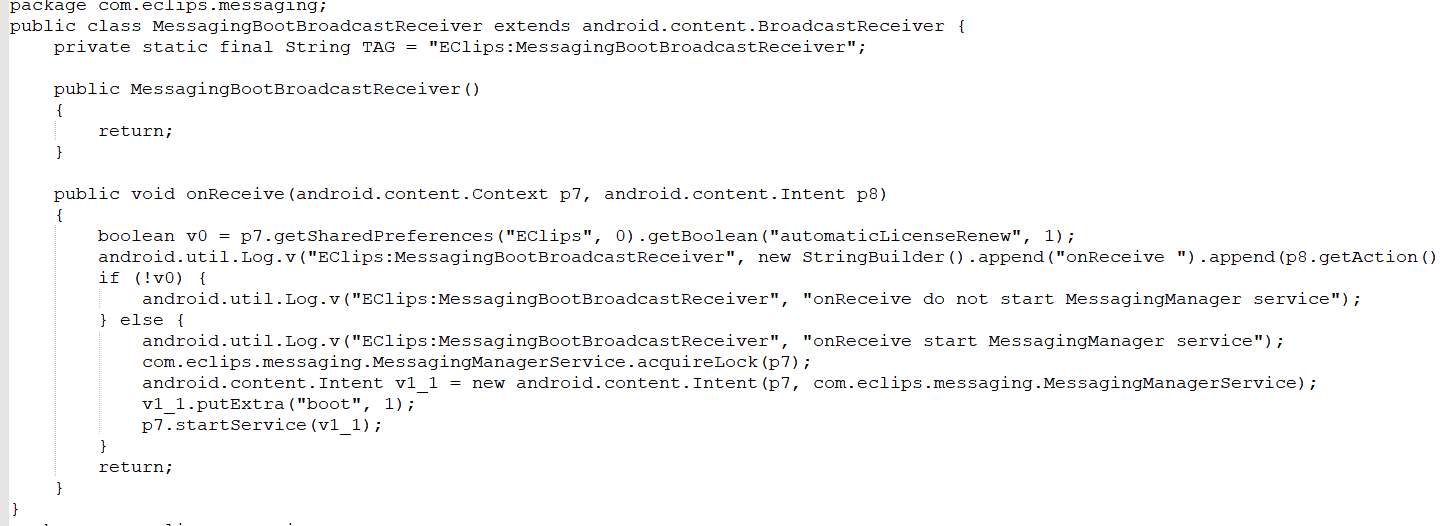 package com.eclips.messaging;
public class MessagingBootBroadcastReceiver extends android.content.BroadcastReceiver {
    private static final String TAG = "EClips:MessagingBootBroadcastReceiver";

    public MessagingBootBroadcastReceiver()
    {
        return;
    }

    public void onReceive(android.content.Context p7, android.content.Intent p8)
    {
        boolean v0 = p7.getSharedPreferences("EClips", 0).getBoolean("automaticLicenseRenew", 1);
        android.util.Log.v("EClips:MessagingBootBroadcastReceiver", new StringBuilder().append("onReceive ").append(p8.getAction()
        if (!v0) {
            android.util.Log.v("EClips:MessagingBootBroadcastReceiver", "onReceive do not start MessagingManager service");
        } else {
            android.util.Log.v("EClips:MessagingBootBroadcastReceiver", "onReceive start MessagingManager service");
            com.eclips.messaging.MessagingManagerService.acquireLock(p7);
            android.content.Intent v1_1 = new android.content.Intent(p7, com.eclips.messaging.MessagingManagerService);
            v1_1.putExtra("boot", 1);
            p7.startService(v1_1);
        }
        return;
    }
}